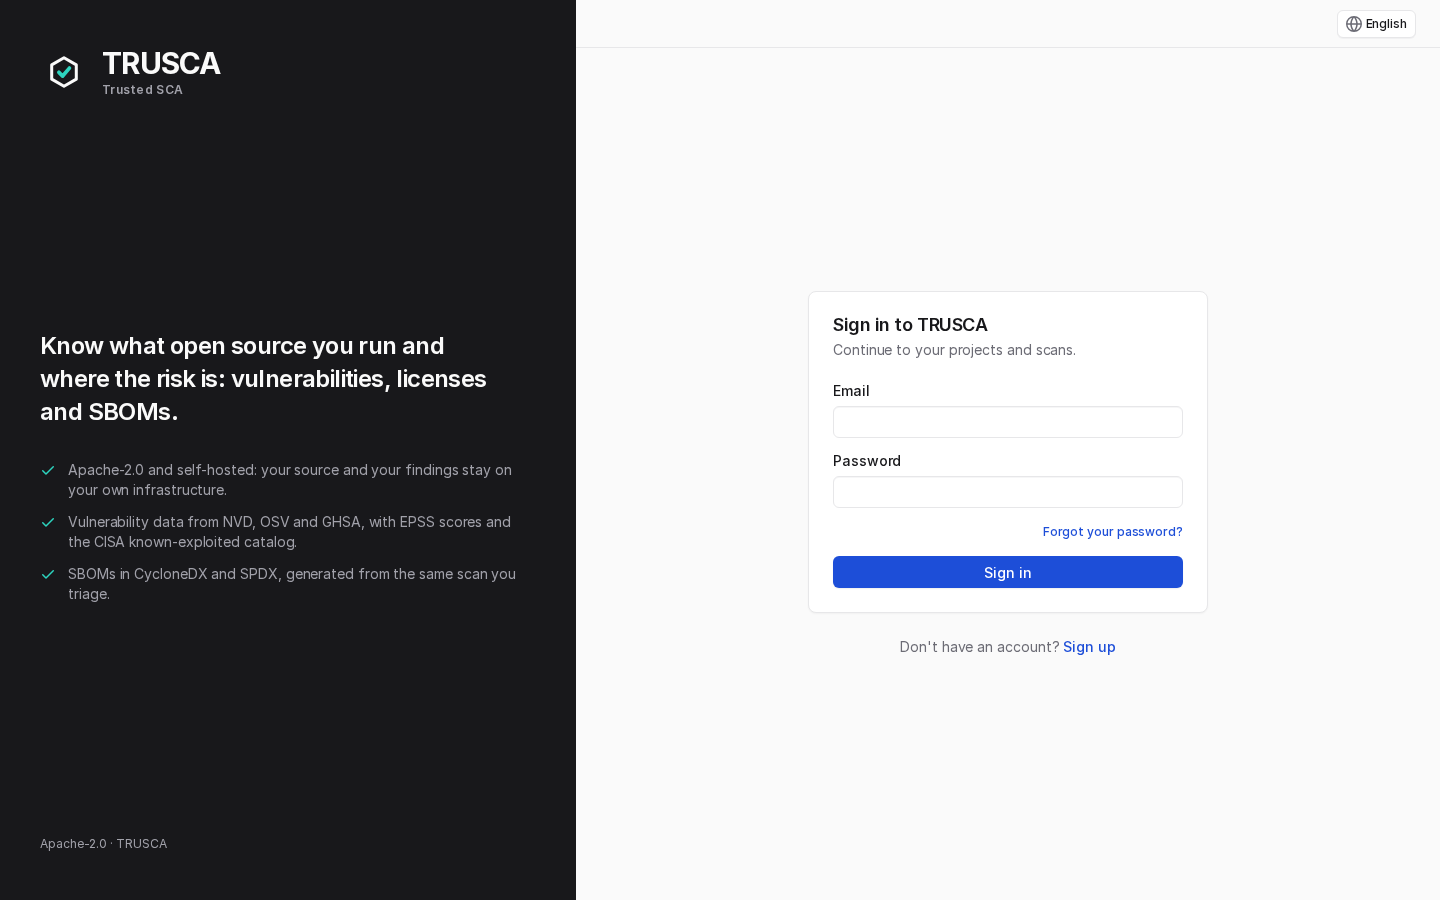 TRUSCA
Trusted SCA
Know what open source you run and
where the risk is: vulnerabilities, licenses
and SBOMs.
Apache-2.0 and self-hosted: your source and your findings stay on
your own infrastructure.
Vulnerability data from NVD, OSV and GHSA, with EPSS scores and
the CISA known-exploited catalog.
SBOMs in CycloneDX and SPDX, generated from the same scan you
triage.
Apache-2.0 · TRUSCA
English
Sign in to TRUSCA
Continue to your projects and scans.
Email
Password
Forgot your password?
Sign in
Don't have an account? Sign up